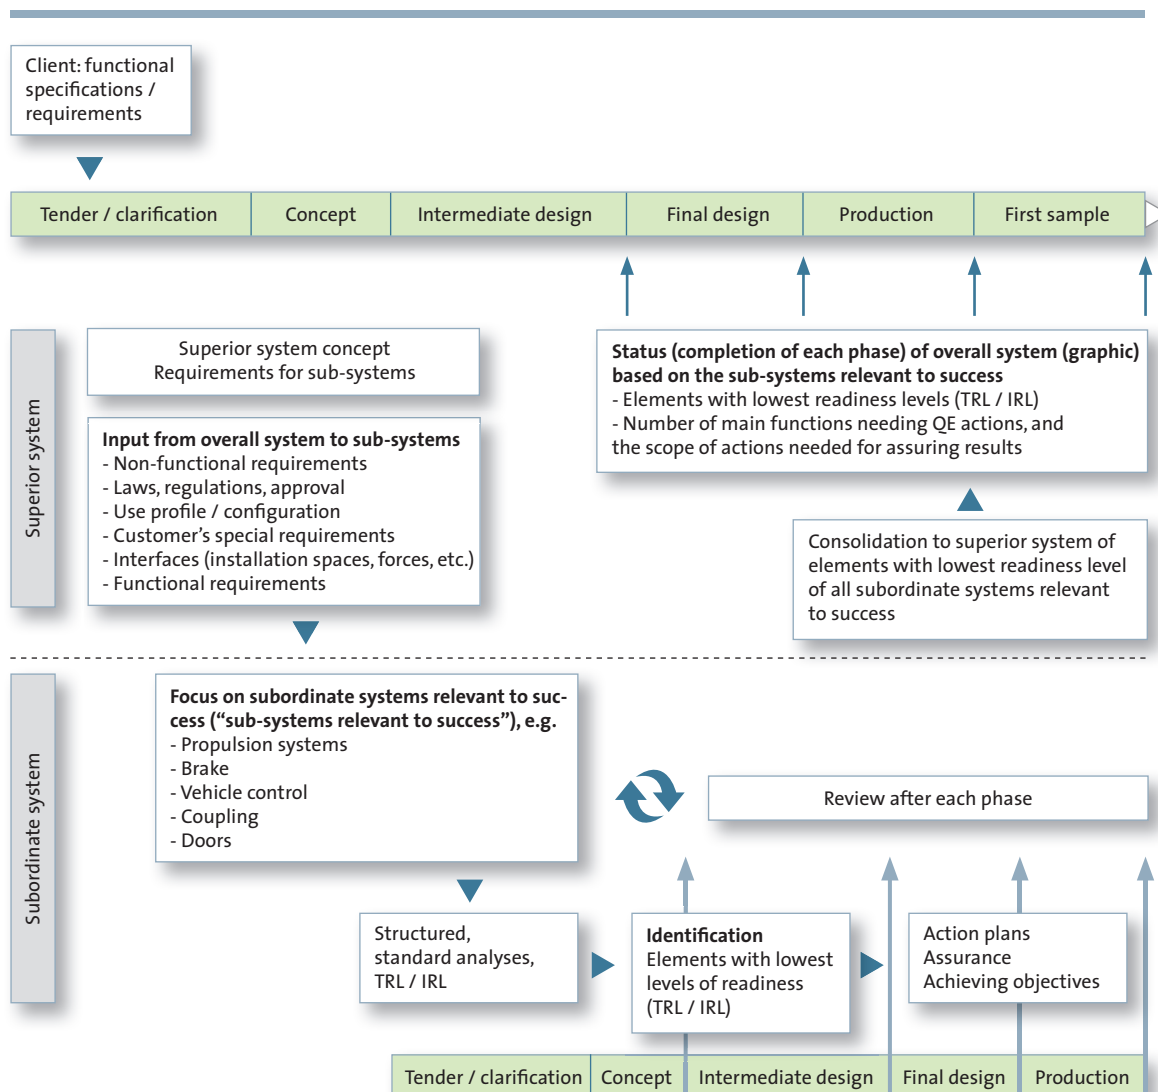 Client: functional
specifications /
requirements
Tender / clarification
Concept
Intermediate design
Final design
Production
First sample
Superior system
Superior system concept
Requirements for sub-systems
Input from overall system to sub-systems
- Non-functional requirements
- Laws, regulations, approval
- Use profile / configuration
- Customer’s special requirements
- Interfaces (installation spaces, forces, etc.)
- Functional requirements
Status (completion of each phase) of overall system (graphic)
based on the sub-systems relevant to success
- Elements with lowest readiness levels (TRL / IRL)
- Number of main functions needing QE actions, and
the scope of actions needed for assuring results
Consolidation to superior system of
elements with lowest readiness level
of all subordinate systems relevant
to success
Subordinate system
Focus on subordinate systems relevant to suc-
cess (“sub-systems relevant to success”), e.g.
- Propulsion systems
- Brake
- Vehicle control
- Coupling
- Doors
Review after each phase
Structured,
standard analyses,
TRL / IRL
Identification
Elements with lowest
levels of readiness
(TRL / IRL)
Action plans
Assurance
Achieving objectives
Tender / clarification
Concept
Intermediate design
Final design
Production